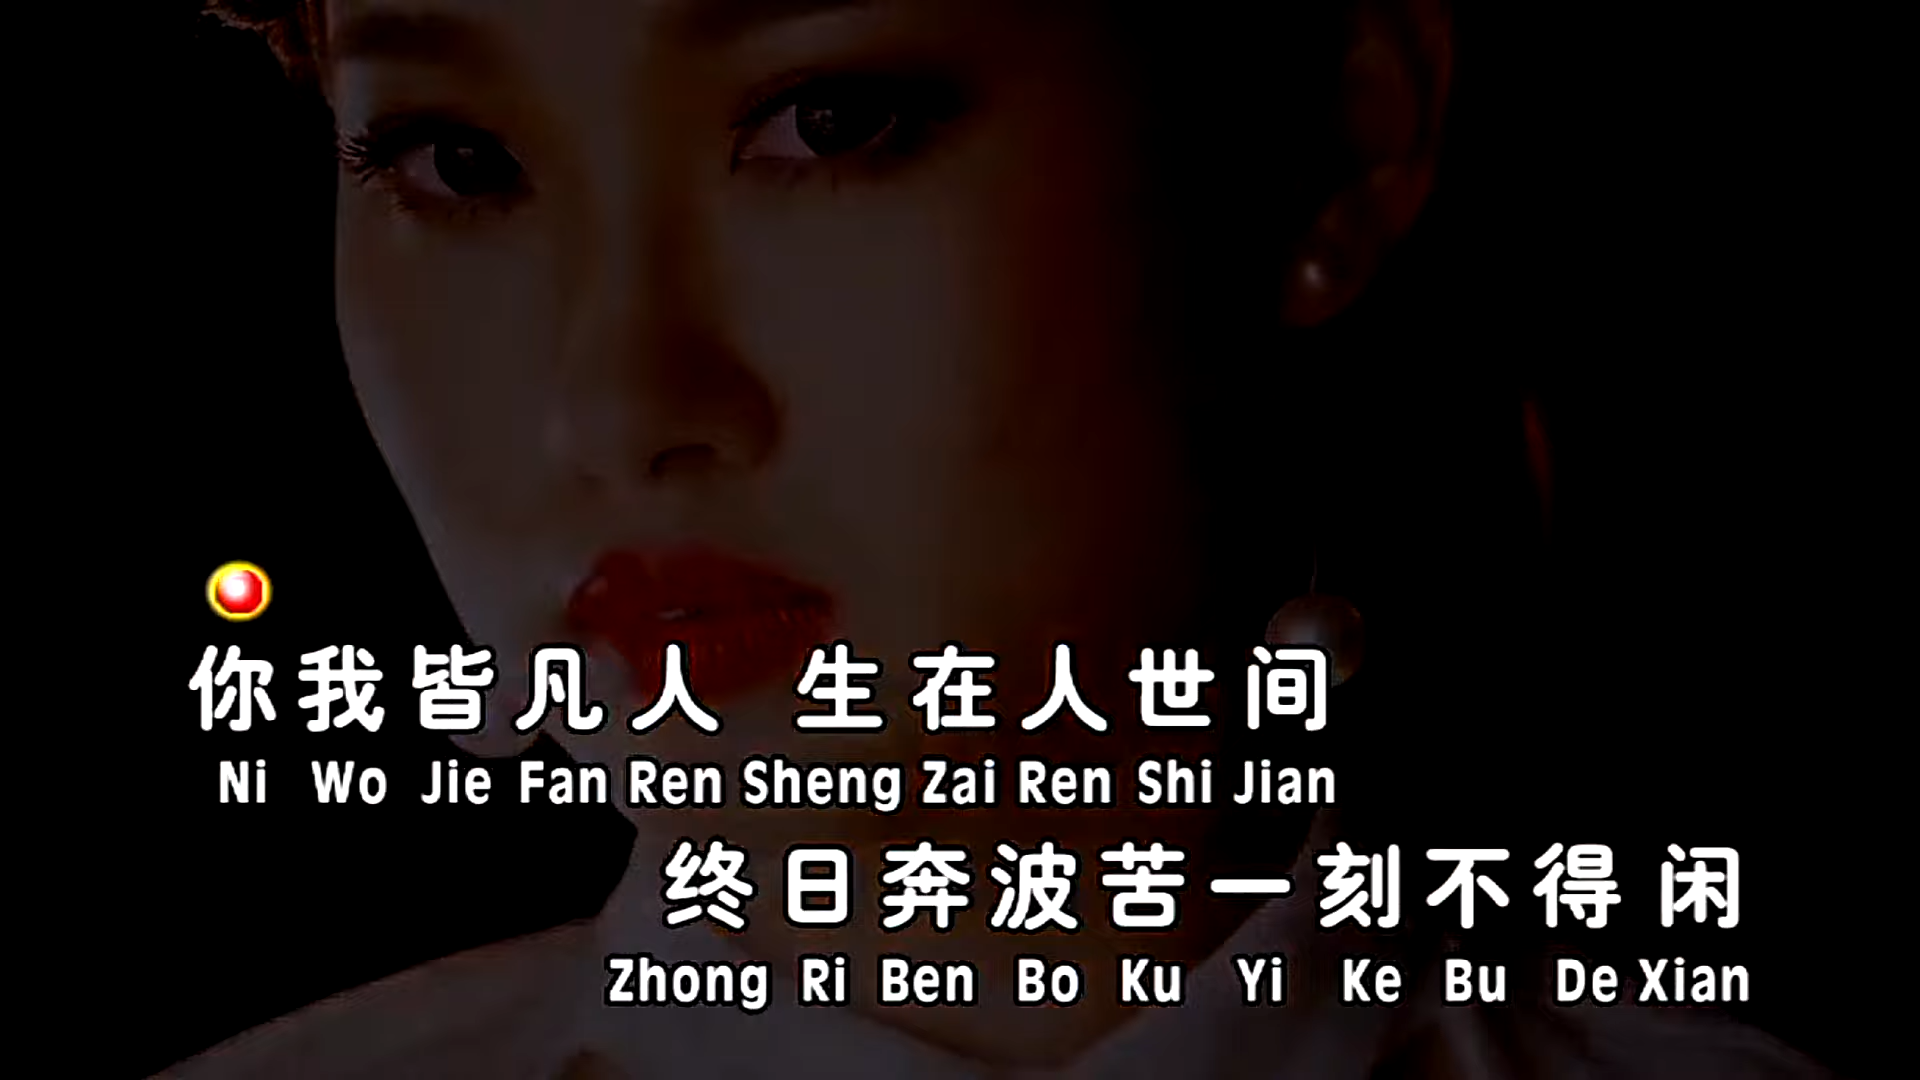 你我皆凡人 生在人世间
Ni Wo Jie Fan Ren Sheng Zai Ren Shi Jian
终日奔波苦一刻不得闲
Zhong Ri Ben Bo Ku Yi Ke Bu De Xian